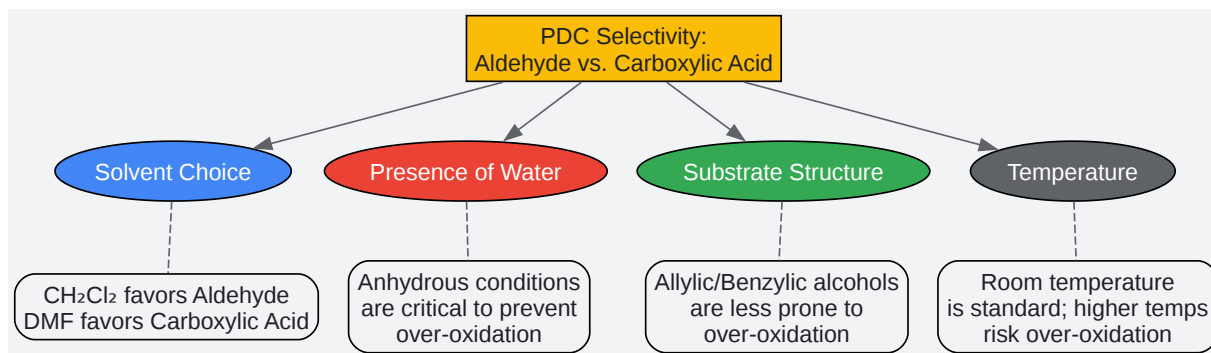 PDC Selectivity:
Aldehyde vs. Carboxylic Acid
Solvent Choice
Presence of Water
Substrate Structure
Temperature
CH₂Cl₂ favors Aldehyde
DMF favors Carboxylic Acid
Anhydrous conditions
are critical to prevent
over-oxidation
Allylic/Benzylic alcohols
are less prone to
over-oxidation
Room temperature
is standard; higher temps
risk over-oxidation